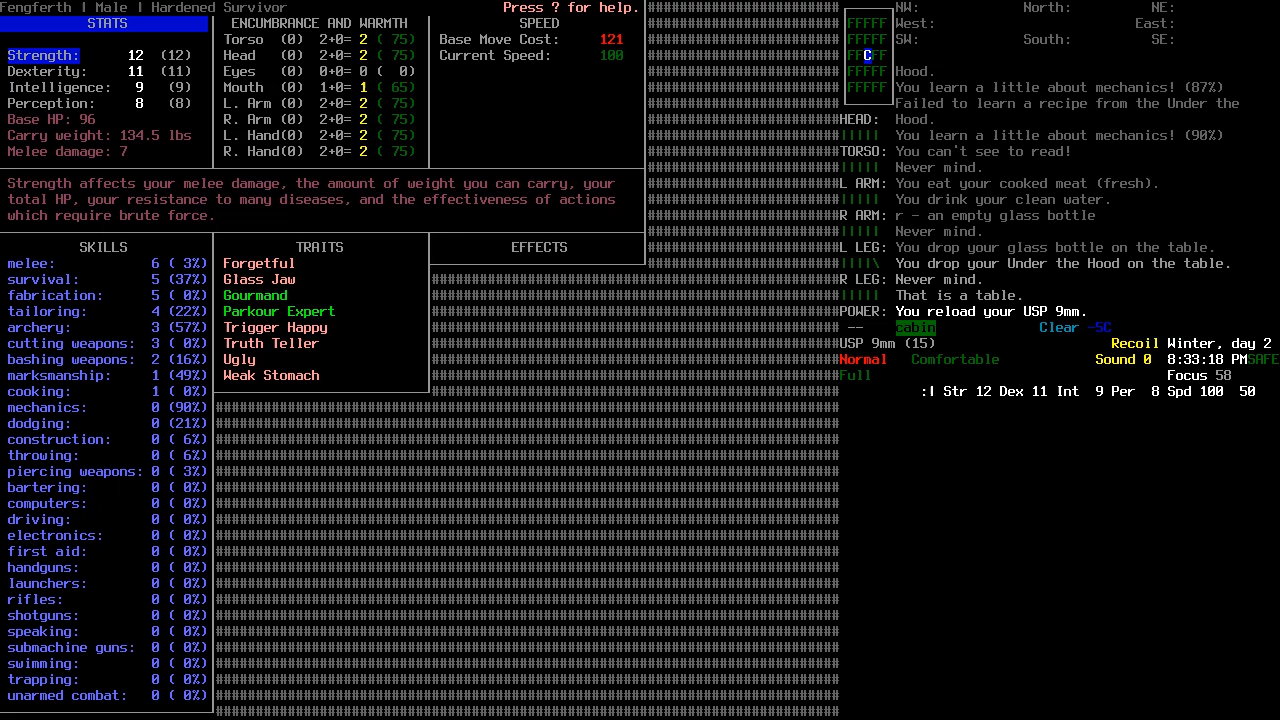 Fengferth | Male | Hardened Survivor Press ? for help.
STATS
Strength: 12 (12)
Dexterity: 11 (11)
Intelligence: 9 (9)
Perception: 8 (8)
Base HP: 96
Carry weight: 134.5 lbs
Melee damage: 7
ENCUMBRANCE AND WARMTH
Torso (0) 2+0= 2 ( 75)
Head (0) 2+0= 2 ( 75)
Eyes (0) 0+0= 0 ( 0)
Mouth (0) 1+0= 1 ( 65)
L. Arm (0) 2+0= 2 ( 75)
R. Arm (0) 2+0= 2 ( 75)
L. Hand(0) 2+0= 2 ( 75)
R. Hand(0) 2+0= 2 ( 75)
SPEED
Base Move Cost: 121
Current Speed: 100
Strength affects your melee damage, the amount of weight you can carry, your
total HP, your resistance to many diseases, and the effectiveness of actions
which require brute force.
SKILLS
melee: 6 ( 3%)
survival: 5 (37%)
fabrication: 5 ( 0%)
tailoring: 4 (22%)
archery: 3 (57%)
cutting weapons: 3 ( 0%)
bashing weapons: 2 (16%)
marksmanship: 1 (49%)
cooking: 1 ( 0%)
mechanics: 0 (90%)
dodging: 0 (21%)
construction: 0 ( 6%)
throwing: 0 ( 6%)
piercing weapons: 0 ( 3%)
bartering: 0 ( 0%)
computers: 0 ( 0%)
driving: 0 ( 0%)
electronics: 0 ( 0%)
first aid: 0 ( 0%)
handguns: 0 ( 0%)
launchers: 0 ( 0%)
rifles: 0 ( 0%)
shotguns: 0 ( 0%)
speaking: 0 ( 0%)
submachine guns: 0 ( 0%)
swimming: 0 ( 0%)
trapping: 0 ( 0%)
unarmed combat: 0 ( 0%)
TRAITS
Forgetful
Glass Jaw
Gourmand
Parkour Expert
Trigger Happy
Truth Teller
Ugly
Weak Stomach
EFFECTS
FFFFF
FFFFF
FFCFF
FFFFF
FFFFF
HEAD:
|||||
TORSO:
|||||
L ARM:
|||||
R ARM:
|||||
L LEG:
||||\
R LEG:
|||||
POWER:
--
NW: North: NE:
West: East:
SW: South: SE:
Hood.
You learn a little about mechanics! (87%)
Failed to learn a recipe from the Under the
Hood.
You learn a little about mechanics! (90%)
You can't see to read!
Never mind.
You eat your cooked meat (fresh).
You drink your clean water.
r - an empty glass bottle
Never mind.
You drop your glass bottle on the table.
You drop your Under the Hood on the table.
Never mind.
That is a table.
You reload your USP 9mm.
cabin Clear -5C
USP 9mm (15) Recoil Winter, day 2
Normal Comfortable Sound 0 8:33:18 PM SAFE
Full Focus 58
:| Str 12 Dex 11 Int 9 Per 8 Spd 100 50